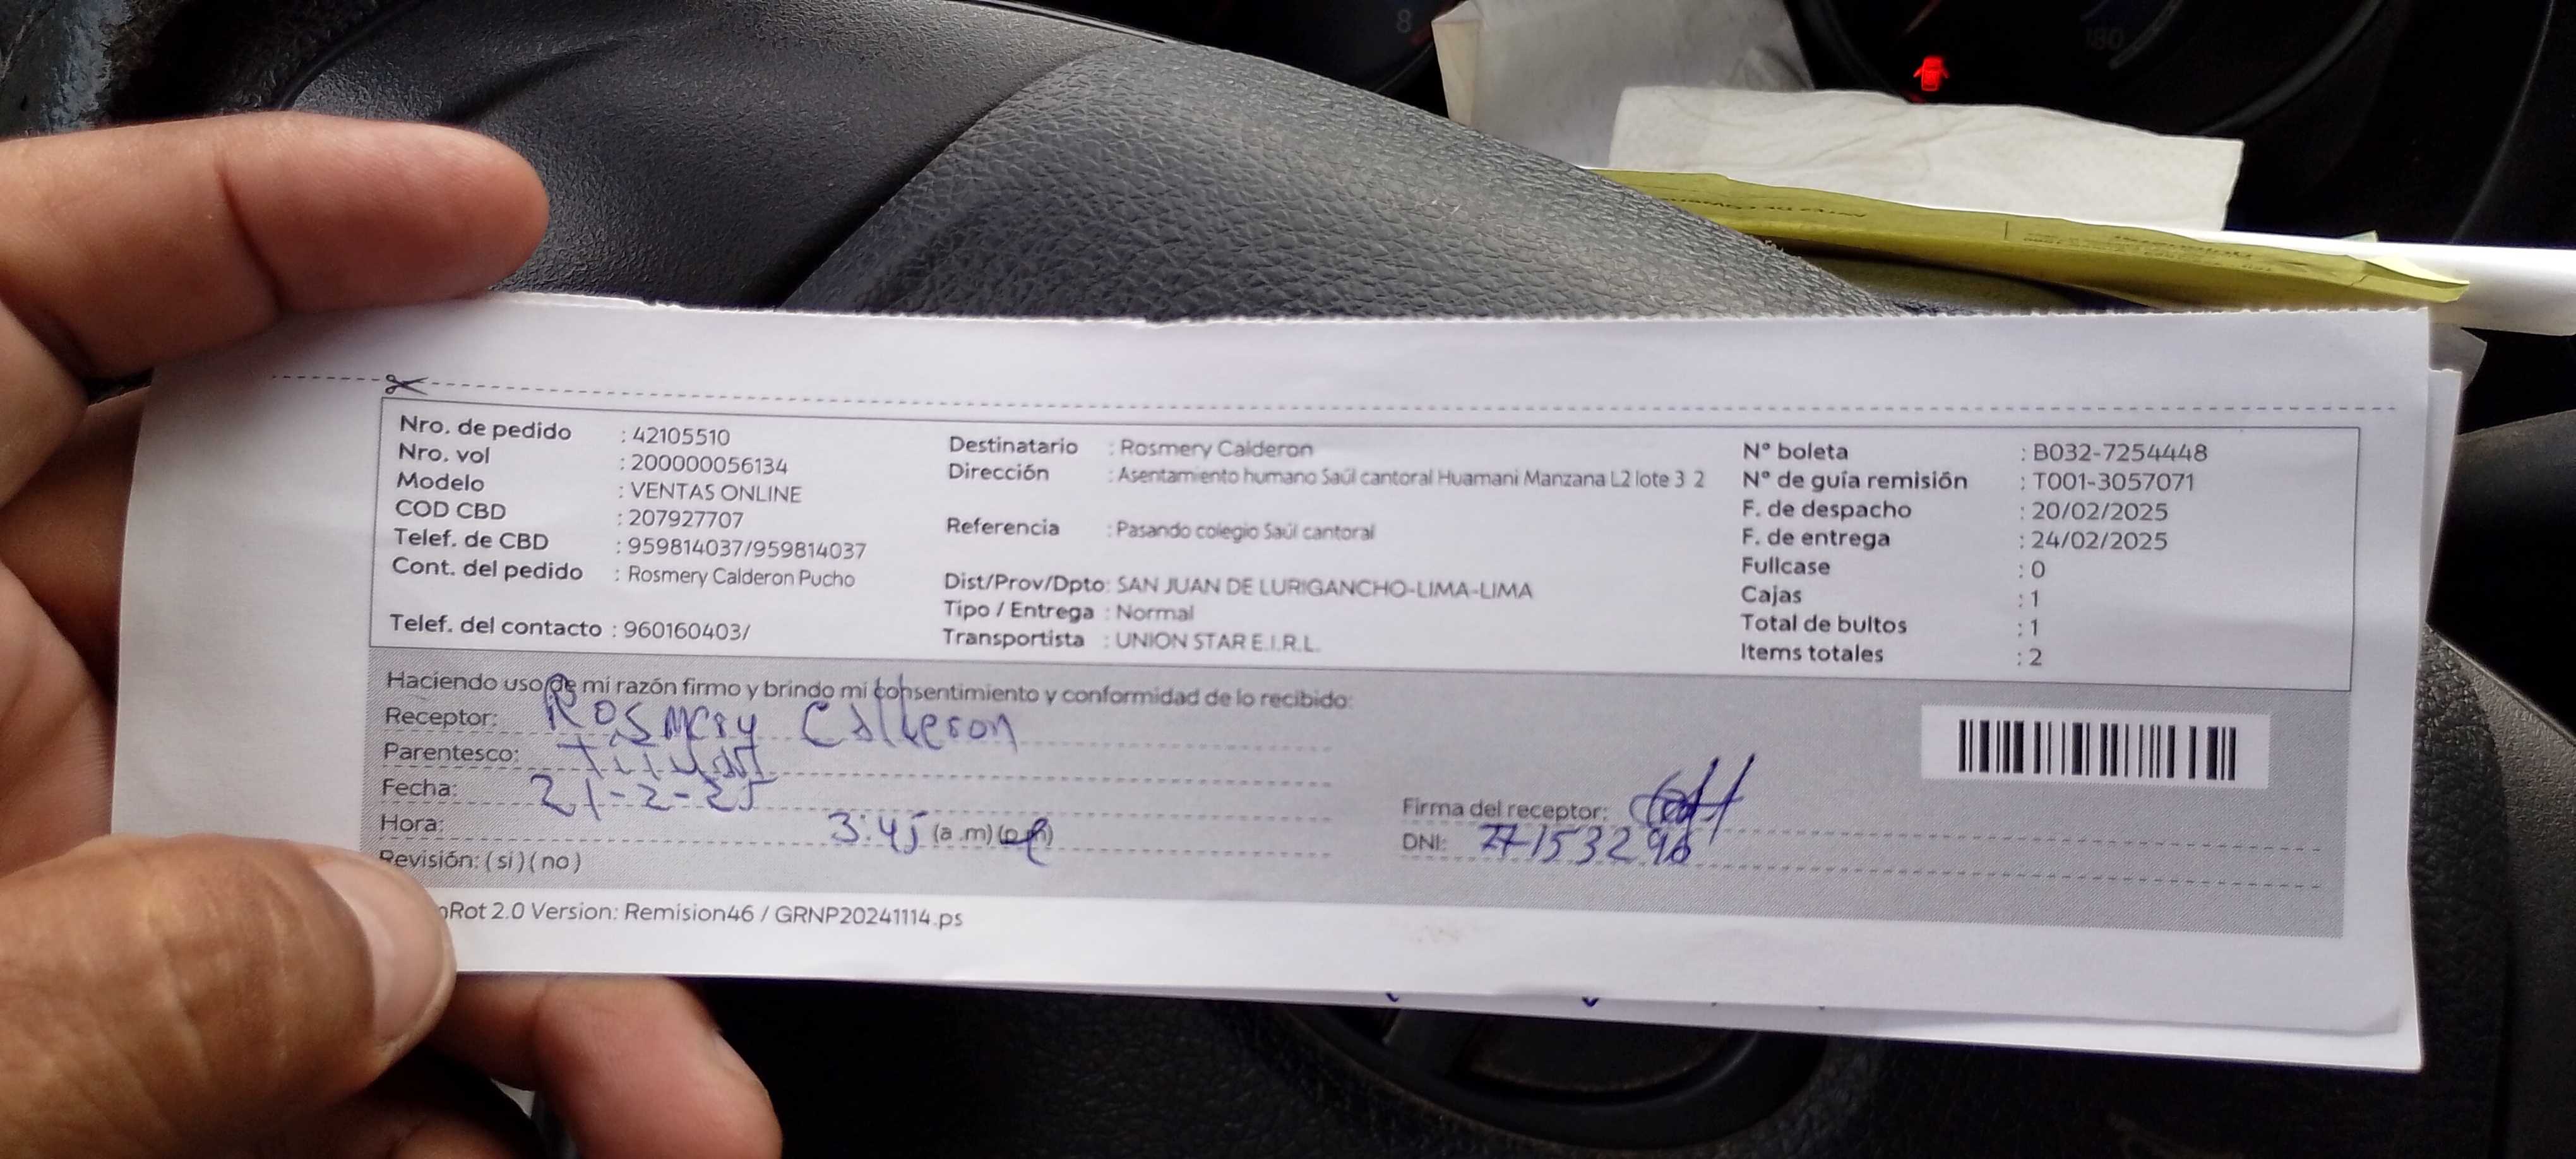 Nro. de pedido : 42105510
Nro. vol : 200000056134
Modelo : VENTAS ONLINE
COD CBD : 207927707
Telef. de CBD : 959814037/959814037
Cont. del pedido : Rosmery Calderon Pucho
Telef. del contacto : 960160403/
Destinatario : Rosmery Calderon
Dirección : Asentamiento humano Saúl cantoral Huamani Manzana L2 lote 3 2
Referencia : Pasando colegio Saúl cantoral
Dist/Prov/Dpto: SAN JUAN DE LURIGANCHO-LIMA-LIMA
Tipo / Entrega : Normal
Transportista : UNION STAR E.I.R.L.
N° boleta : B032-7254448
N° de guía remisión : T001-3057071
F. de despacho : 20/02/2025
F. de entrega : 24/02/2025
Fullcase : 0
Cajas : 1
Total de bultos : 1
Items totales : 2
Haciendo uso de mi razón firmo y brindo mi consentimiento y conformidad de lo recibido:
Receptor: Rosmery Calderon
Parentesco: Titular
Fecha: 21-2-25
Hora: 3:45 (a.m) (p.m)
Revisión: (si) (no)
Firma del receptor:
DNI: 77153296
Rot 2.0 Version: Remision46 / GRNP20241114.ps
8
180